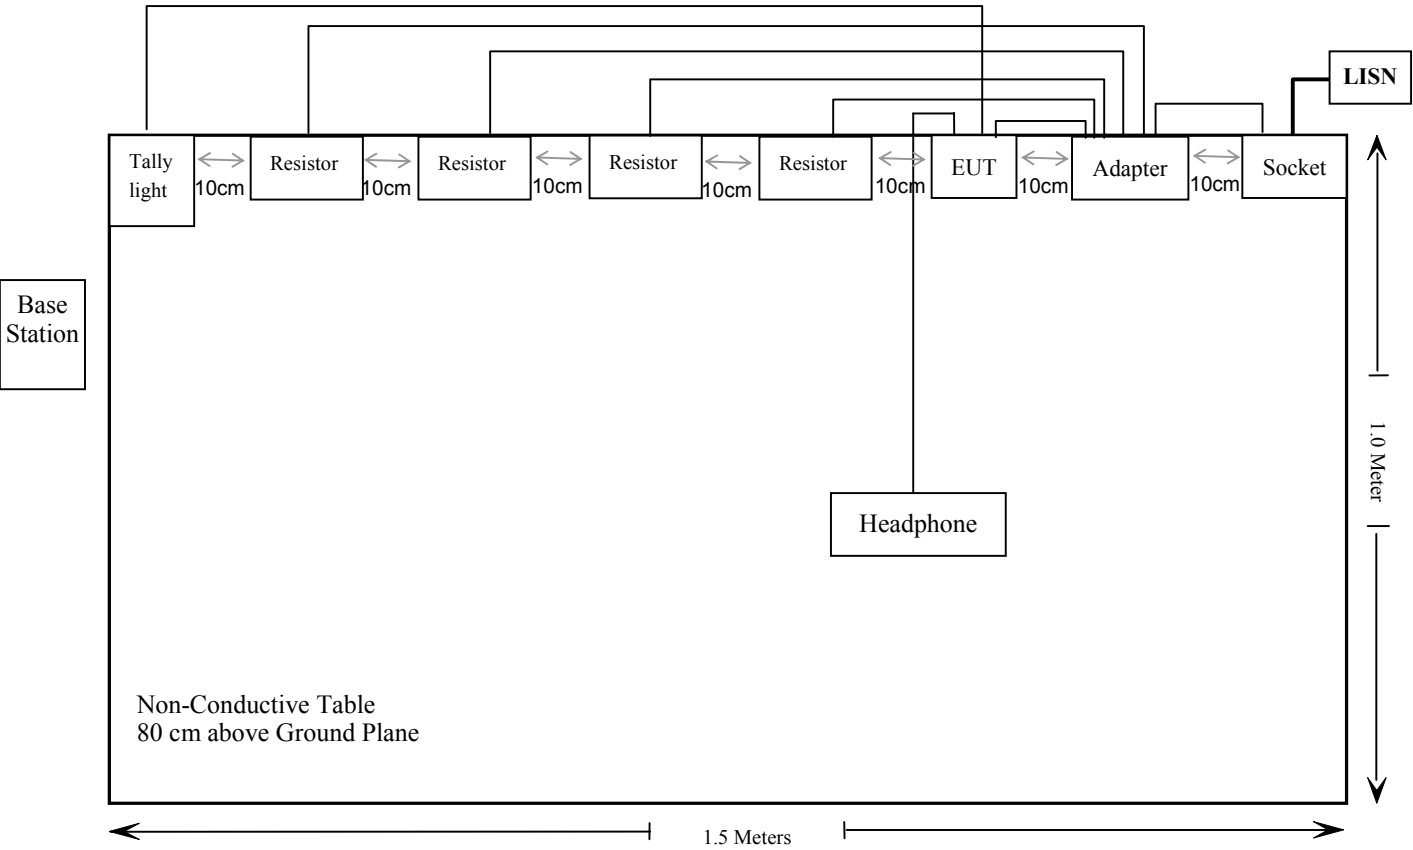 LISN
Tally
light
10cm
Resistor
10cm
Resistor
10cm
Resistor
10cm
Resistor
10cm
EUT
10cm
Adapter
10cm
Socket
Base
Station
1.0 Meter
Headphone
Non-Conductive Table
80 cm above Ground Plane
1.5 Meters